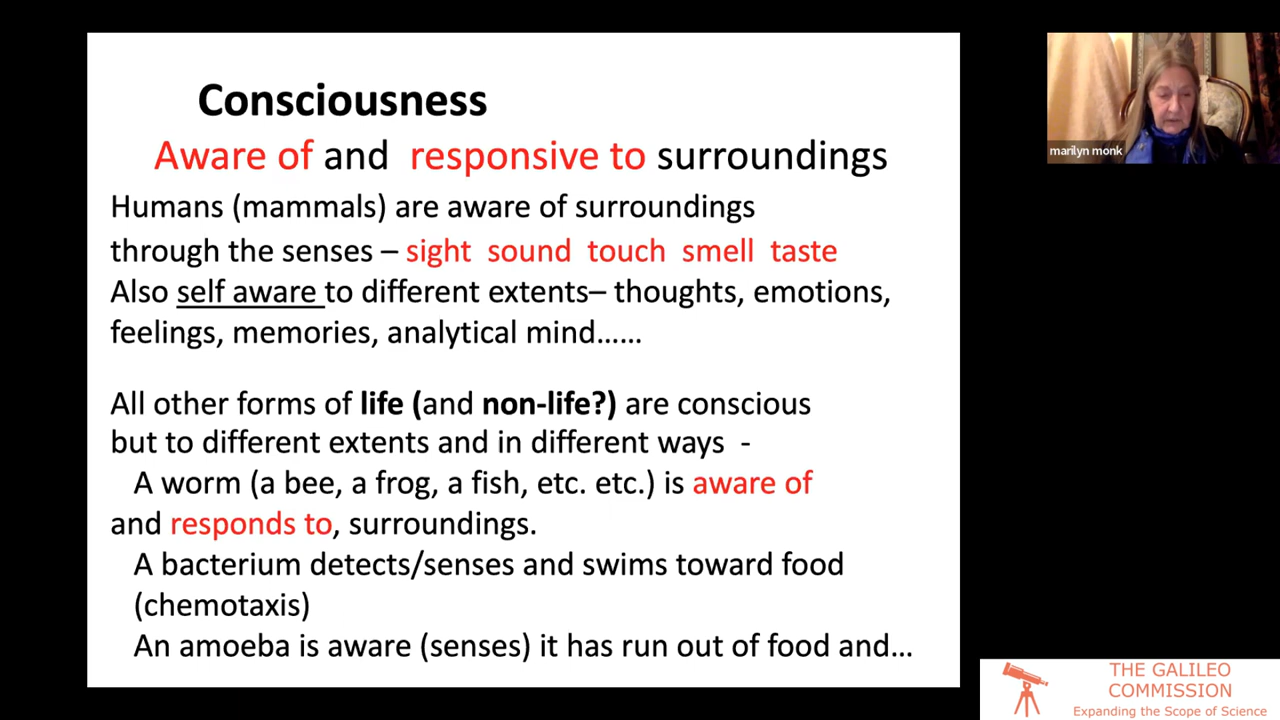 Consciousness
Aware of and responsive to surroundings
Humans (mammals) are aware of surroundings
through the senses – sight sound touch smell taste
Also self aware to different extents– thoughts, emotions,
feelings, memories, analytical mind……
All other forms of life (and non-life?) are conscious
but to different extents and in different ways -
A worm (a bee, a frog, a fish, etc. etc.) is aware of
and responds to, surroundings.
A bacterium detects/senses and swims toward food
(chemotaxis)
An amoeba is aware (senses) it has run out of food and…
marilyn monk
THE GALILEO
COMMISSION
Expanding the Scope of Science